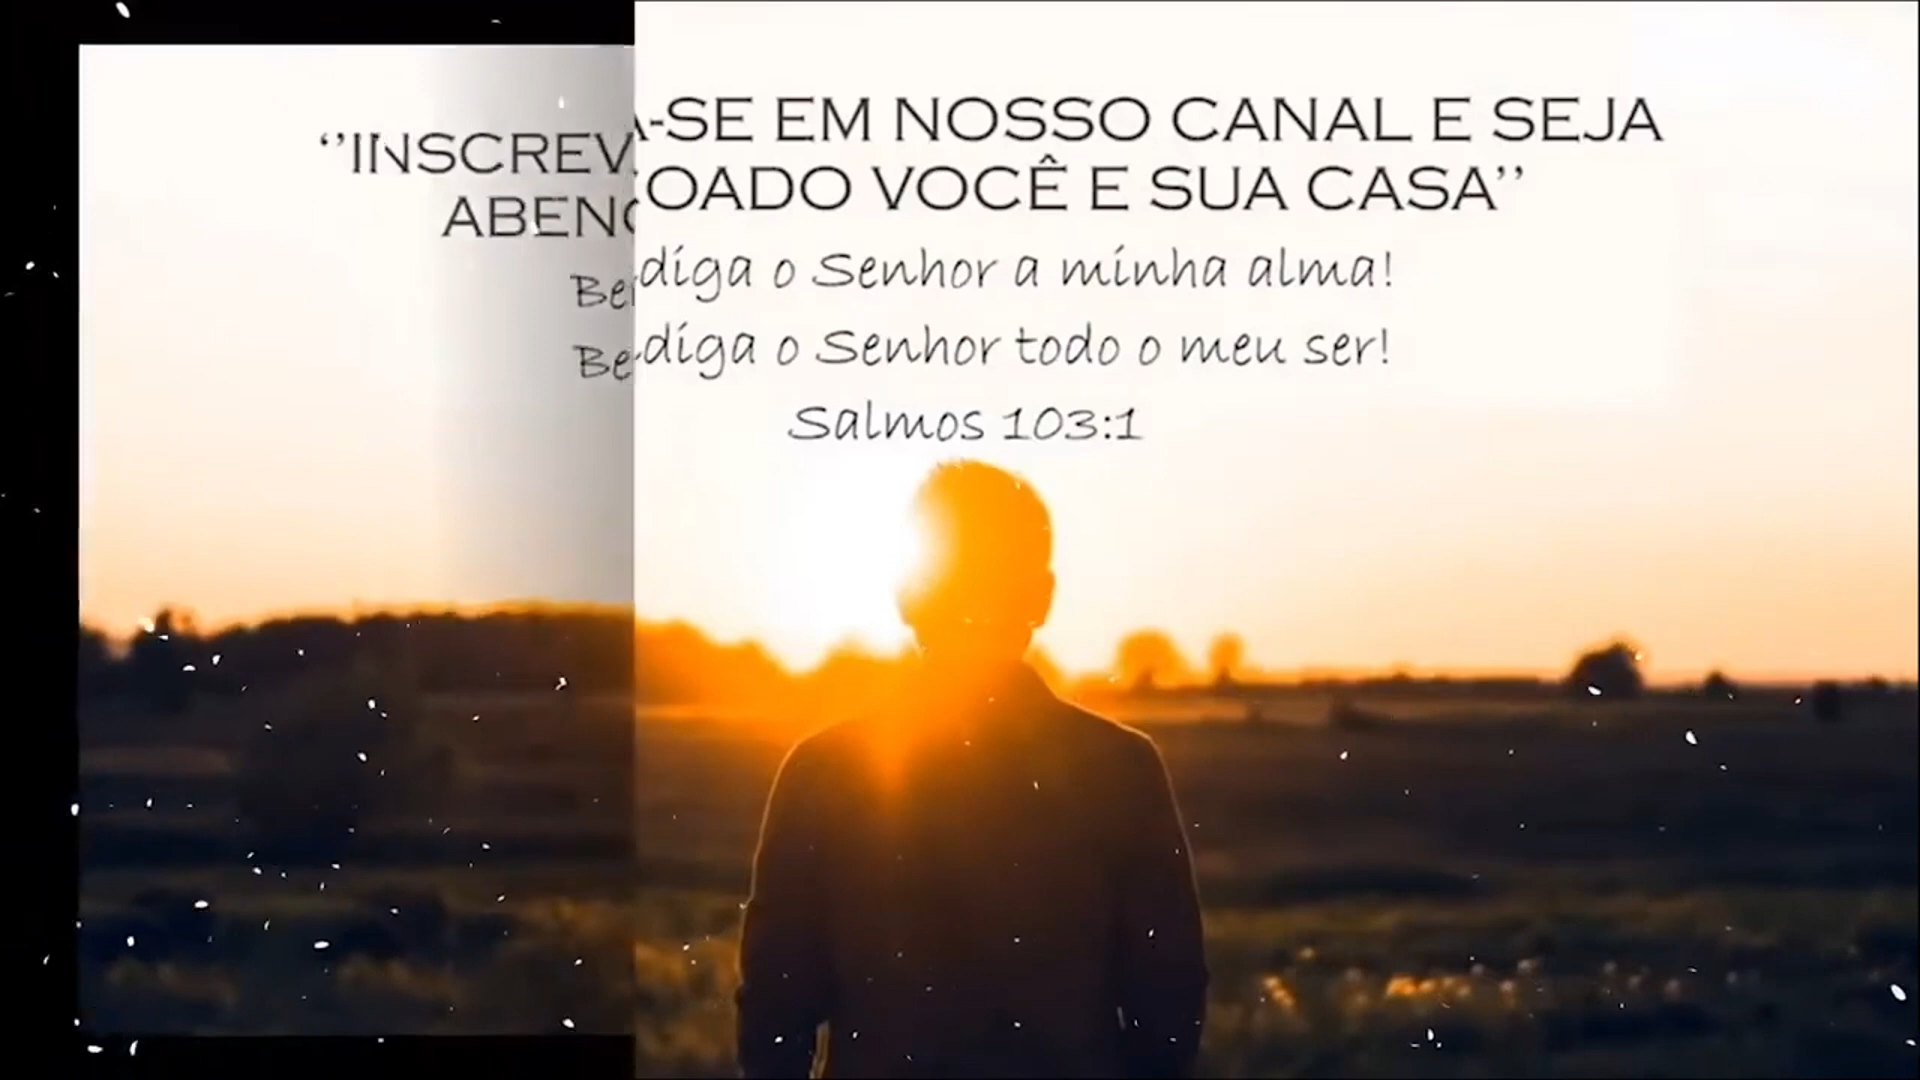 ‘’INSCREVA-SE EM NOSSO CANAL E SEJA
ABENÇOADO VOCÊ E SUA CASA’’
Bendiga o Senhor a minha alma!
Bendiga o Senhor todo o meu ser!
Salmos 103:1